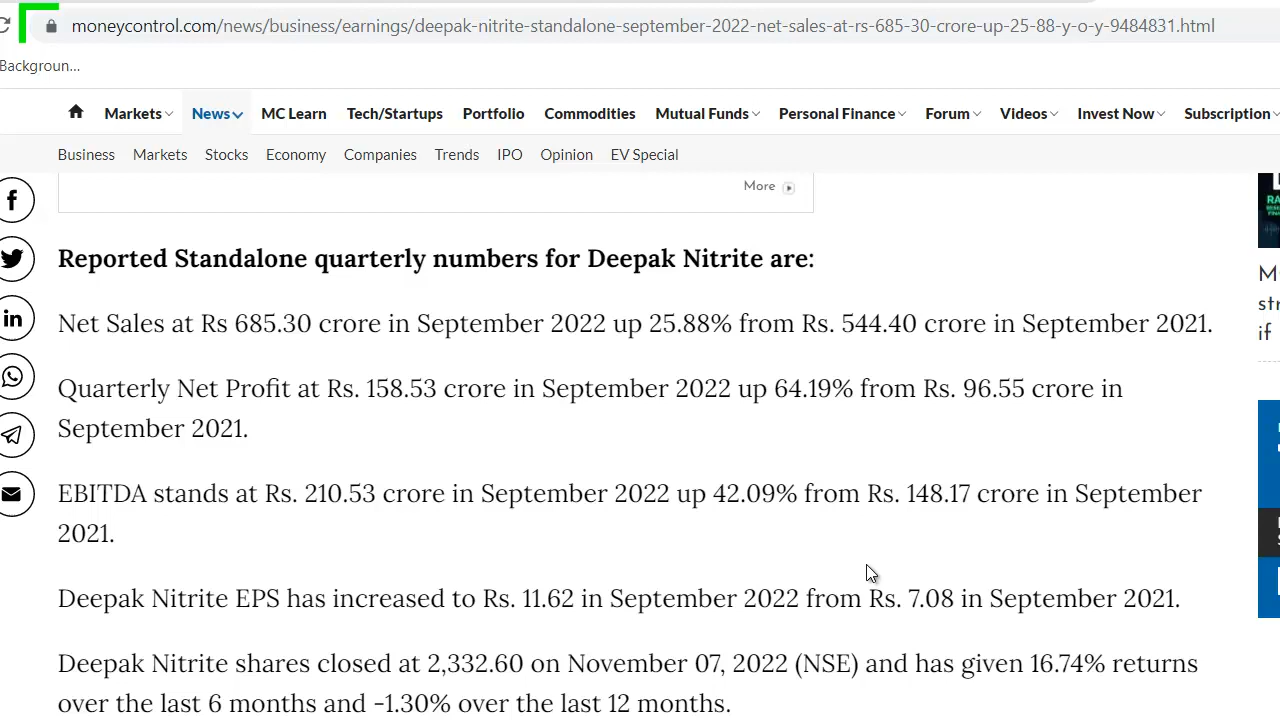 moneycontrol.com/news/business/earnings/deepak-nitrite-standalone-september-2022-net-sales-at-rs-685-30-crore-up-25-88-y-o-y-9484831.html
Backgroun...
Markets News MC Learn Tech/Startups Portfolio Commodities Mutual Funds Personal Finance Forum Videos Invest Now Subscription
Business Markets Stocks Economy Companies Trends IPO Opinion EV Special
More
Reported Standalone quarterly numbers for Deepak Nitrite are:
Net Sales at Rs 685.30 crore in September 2022 up 25.88% from Rs. 544.40 crore in September 2021.
Quarterly Net Profit at Rs. 158.53 crore in September 2022 up 64.19% from Rs. 96.55 crore in
September 2021.
EBITDA stands at Rs. 210.53 crore in September 2022 up 42.09% from Rs. 148.17 crore in September
2021.
Deepak Nitrite EPS has increased to Rs. 11.62 in September 2022 from Rs. 7.08 in September 2021.
Deepak Nitrite shares closed at 2,332.60 on November 07, 2022 (NSE) and has given 16.74% returns
over the last 6 months and -1.30% over the last 12 months.
if